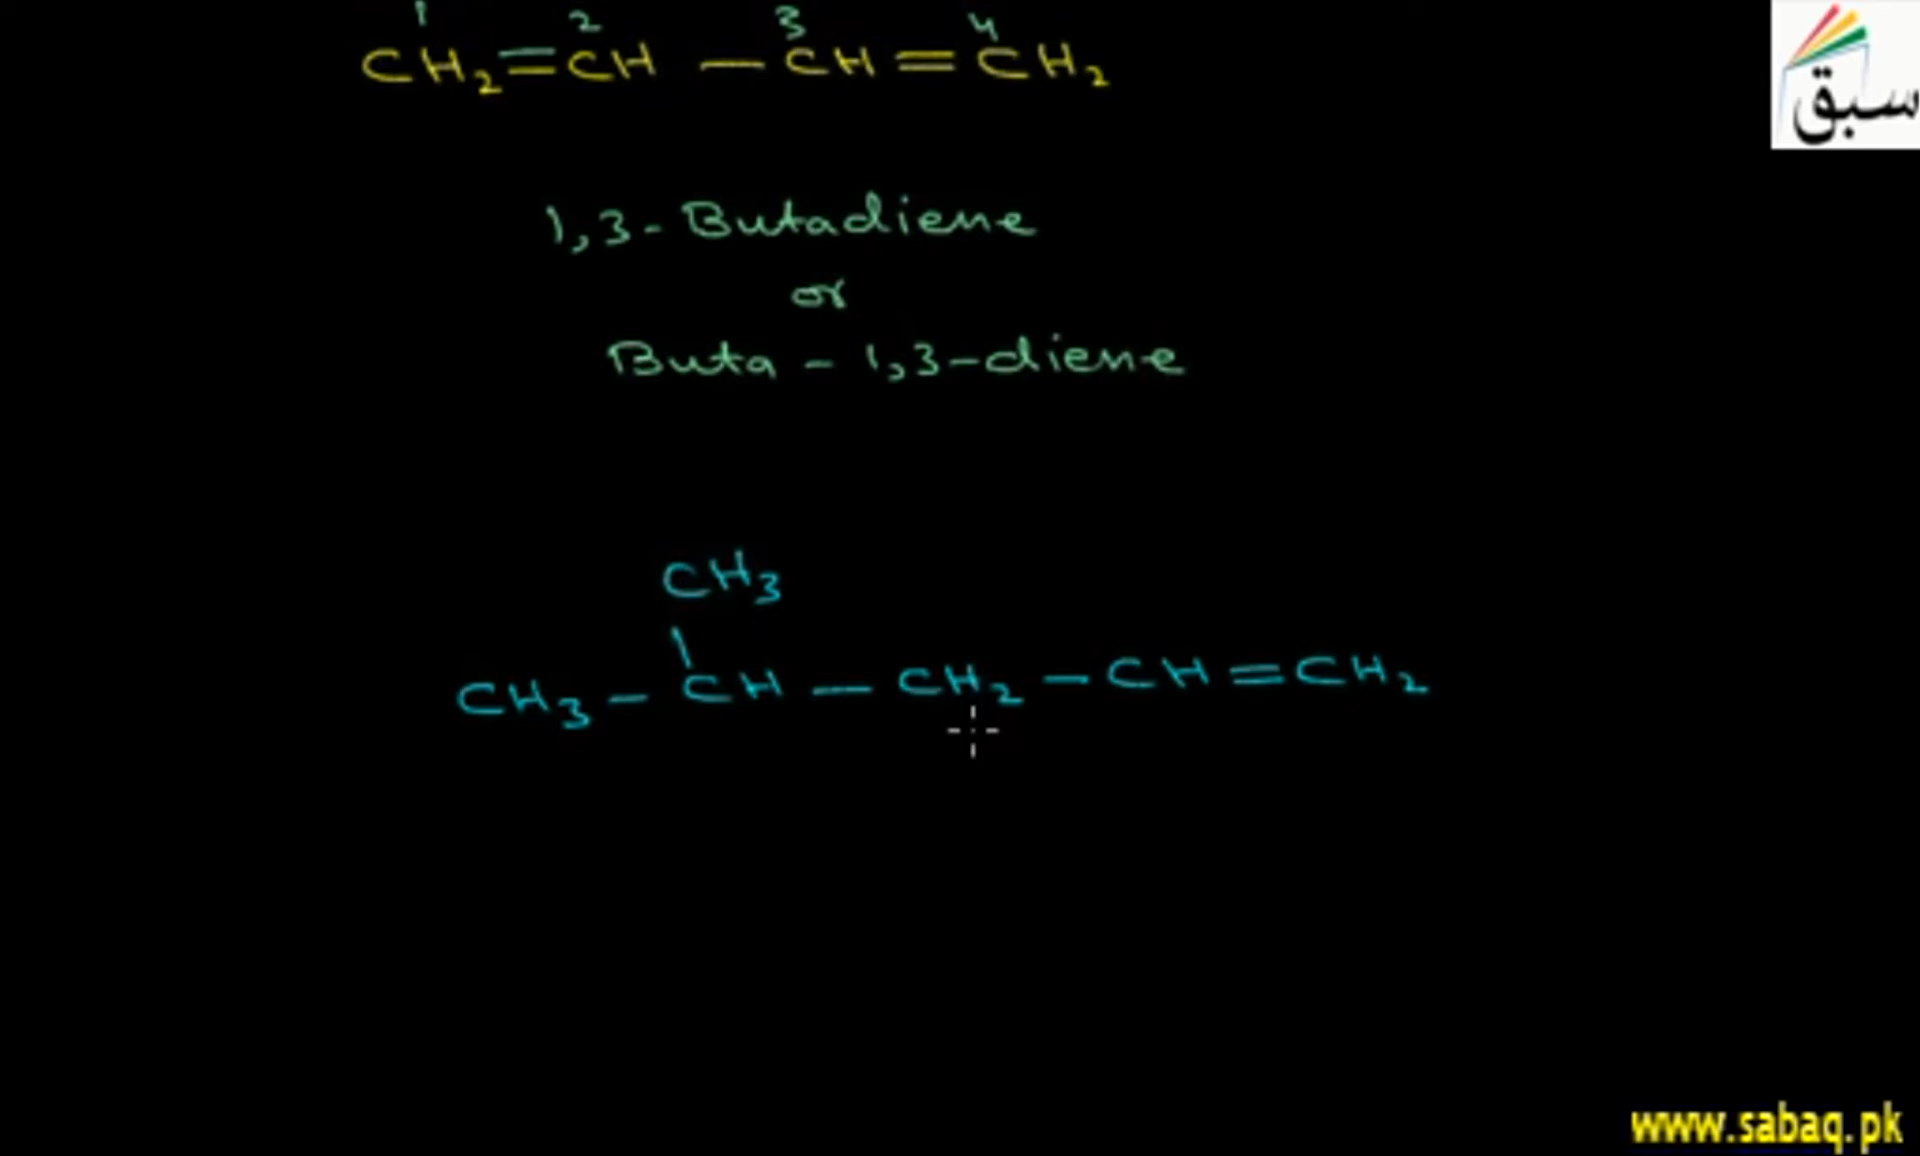 1 2 3 4
CH₂=CH — CH=CH₂
سبق
1,3-Butadiene
or
Buta - 1,3-diene
CH₃
CH₃ - CH — CH₂ - CH=CH₂
www.sabaq.pk